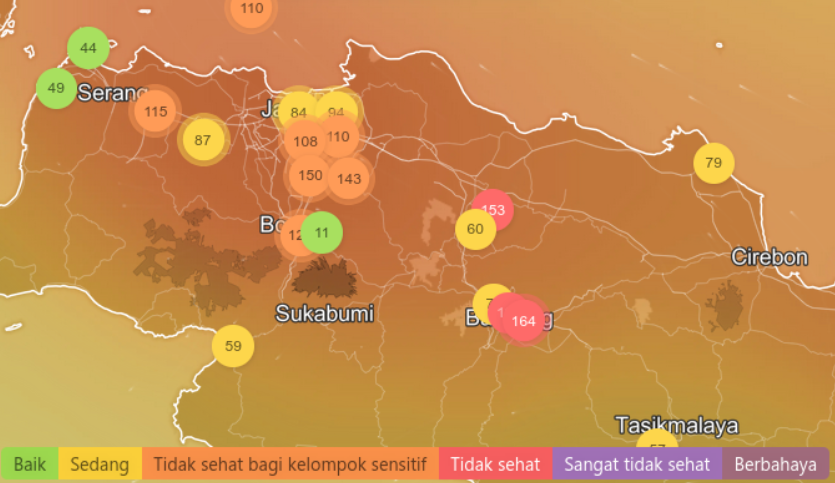 110
44
49
Serang
115
84
94
87
108
110
150
143
79
153
11
60
Cirebon
Sukabumi
164
59
Tasikmalaya
57
Baik
Sedang
Tidak sehat bagi kelompok sensitif
Tidak sehat
Sangat tidak sehat
Berbahaya